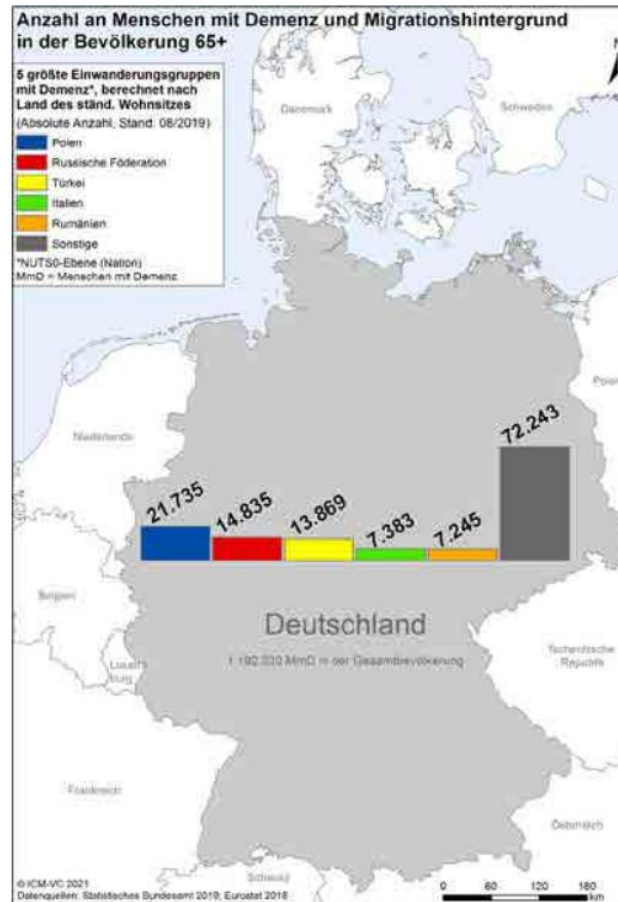 Anzahl an Menschen mit Demenz und Migrationshintergrund
in der Bevölkerung 65+
5 größte Einwanderungsgruppen
mit Demenz*, berechnet nach
Land des ständ. Wohnsitzes
(Absolute Anzahl, Stand: 08/2019)
Polen
Russische Föderation
Türkei
Italien
Rumänien
Sonstige
*NUTS0-Ebene (Nation)
MmD = Menschen mit Demenz
Dänemark
Schweden
N
Polen
Niederlande
72.243
21.735
14.835
13.869
7.383
7.245
Belgien
Deutschland
MmD in der Gesamtbevölkerung
Luxem-
burg
Tschechische
Republik
Frankreich
Österreich
Schweiz
© ICM-VC 2021
Datenquellen: Statistisches Bundesamt 2019; Eurostat 2018
0 60 120 180
km